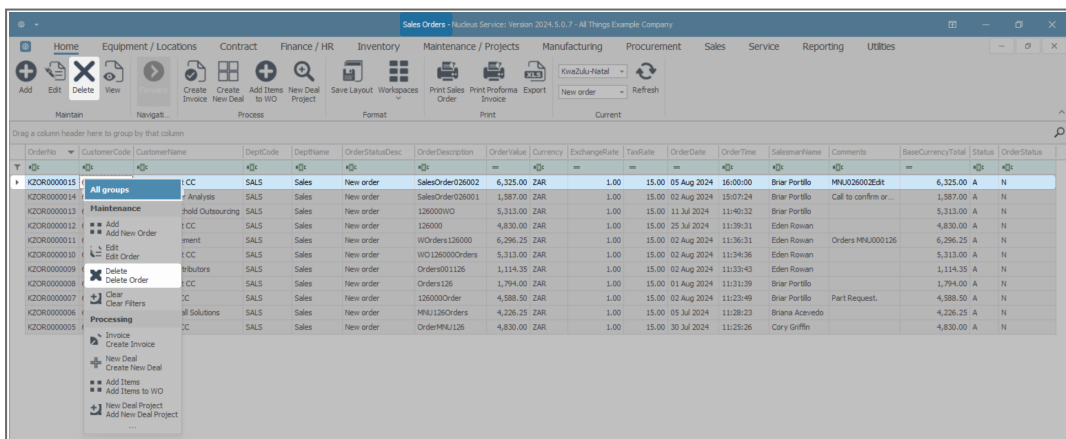 Sales Orders - Nucleus Service: Version 2024.5.0.7 - All Things Example Company
Home Equipment / Locations Contract Finance / HR Inventory Maintenance / Projects Manufacturing Procurement Sales Service Reporting Utilities
Add Edit Delete View Forward Create Invoice Create New Deal Add Items to WO New Deal Project Save Layout Workspaces Print Sales Order Print Proforma Invoice Export KwaZulu-Natal New order Refresh
Maintain Navigati... Process Format Print Current
Drag a column header here to group by that column
OrderNo CustomerCode CustomerName DeptCode DeptName OrderStatusDesc OrderDescription OrderValue Currency ExchangeRate TaxRate OrderDate OrderTime SalesmanName Comments BaseCurrencyTotal Status OrderStatus
KZOR0000015 t CC SALS Sales New order SalesOrder026002 6,325.00 ZAR 1.00 15.00 05 Aug 2024 16:00:00 Briar Portillo MNU026002Edit 6,325.00 A N
KZOR0000014 r Analysis SALS Sales New order SalesOrder026001 1,587.00 ZAR 1.00 15.00 02 Aug 2024 15:07:24 Briar Portillo Call to confirm or... 1,587.00 A N
KZOR0000013 hold Outsourcing SALS Sales New order 126000WO 5,313.00 ZAR 1.00 15.00 11 Jul 2024 11:40:32 Briar Portillo 5,313.00 A N
KZOR0000012 t CC SALS Sales New order 126000 4,830.00 ZAR 1.00 15.00 25 Jul 2024 11:39:31 Eden Rowan 4,830.00 A N
KZOR0000011 ement SALS Sales New order WOrders126000 6,296.25 ZAR 1.00 15.00 02 Aug 2024 11:36:31 Eden Rowan Orders MNU000126 6,296.25 A N
KZOR0000010 t CC SALS Sales New order WO126000Orders 5,313.00 ZAR 1.00 15.00 02 Aug 2024 11:34:36 Eden Rowan 5,313.00 A N
KZOR0000009 tributors SALS Sales New order Orders001126 1,114.35 ZAR 1.00 15.00 02 Aug 2024 11:33:43 Eden Rowan 1,114.35 A N
KZOR0000008 t CC SALS Sales New order Orders126 1,794.00 ZAR 1.00 15.00 01 Aug 2024 11:31:39 Briar Portillo 1,794.00 A N
KZOR0000007 t CC SALS Sales New order 126000Order 4,588.50 ZAR 1.00 15.00 02 Aug 2024 11:23:49 Briar Portillo Part Request. 4,588.50 A N
KZOR0000006 all Solutions SALS Sales New order MNU126Orders 4,226.25 ZAR 1.00 15.00 05 Jul 2024 11:28:23 Briana Acevedo 4,226.25 A N
KZOR0000005 CC SALS Sales New order OrderMNU126 4,830.00 ZAR 1.00 15.00 30 Jul 2024 11:25:26 Cory Griffin 4,830.00 A N
All groups
Maintenance
Add
Add New Order
Edit
Edit Order
Delete
Delete Order
Clear
Clear Filters
Processing
Invoice
Create Invoice
New Deal
Create New Deal
Add Items
Add Items to WO
New Deal Project
Add New Deal Project
...